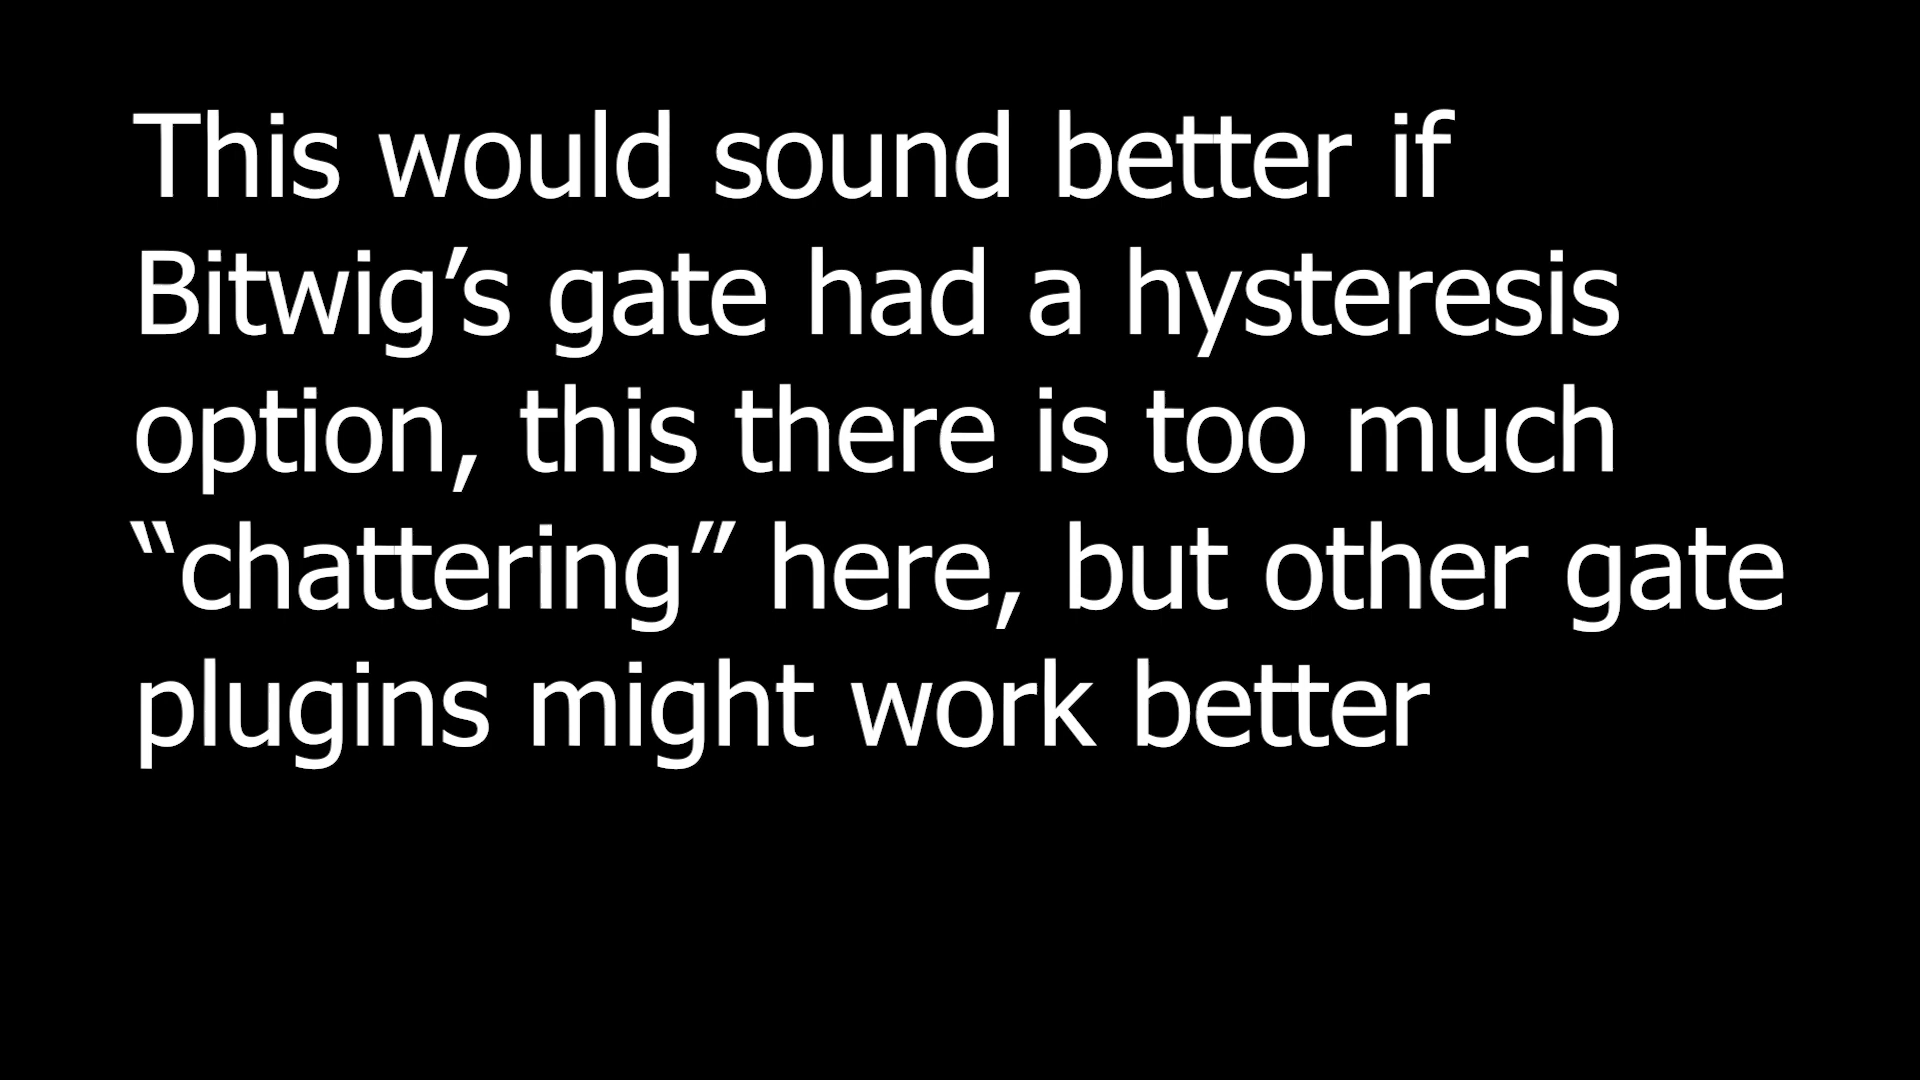 This would sound better if
Bitwig’s gate had a hysteresis
option, this there is too much
“chattering” here, but other gate
plugins might work better